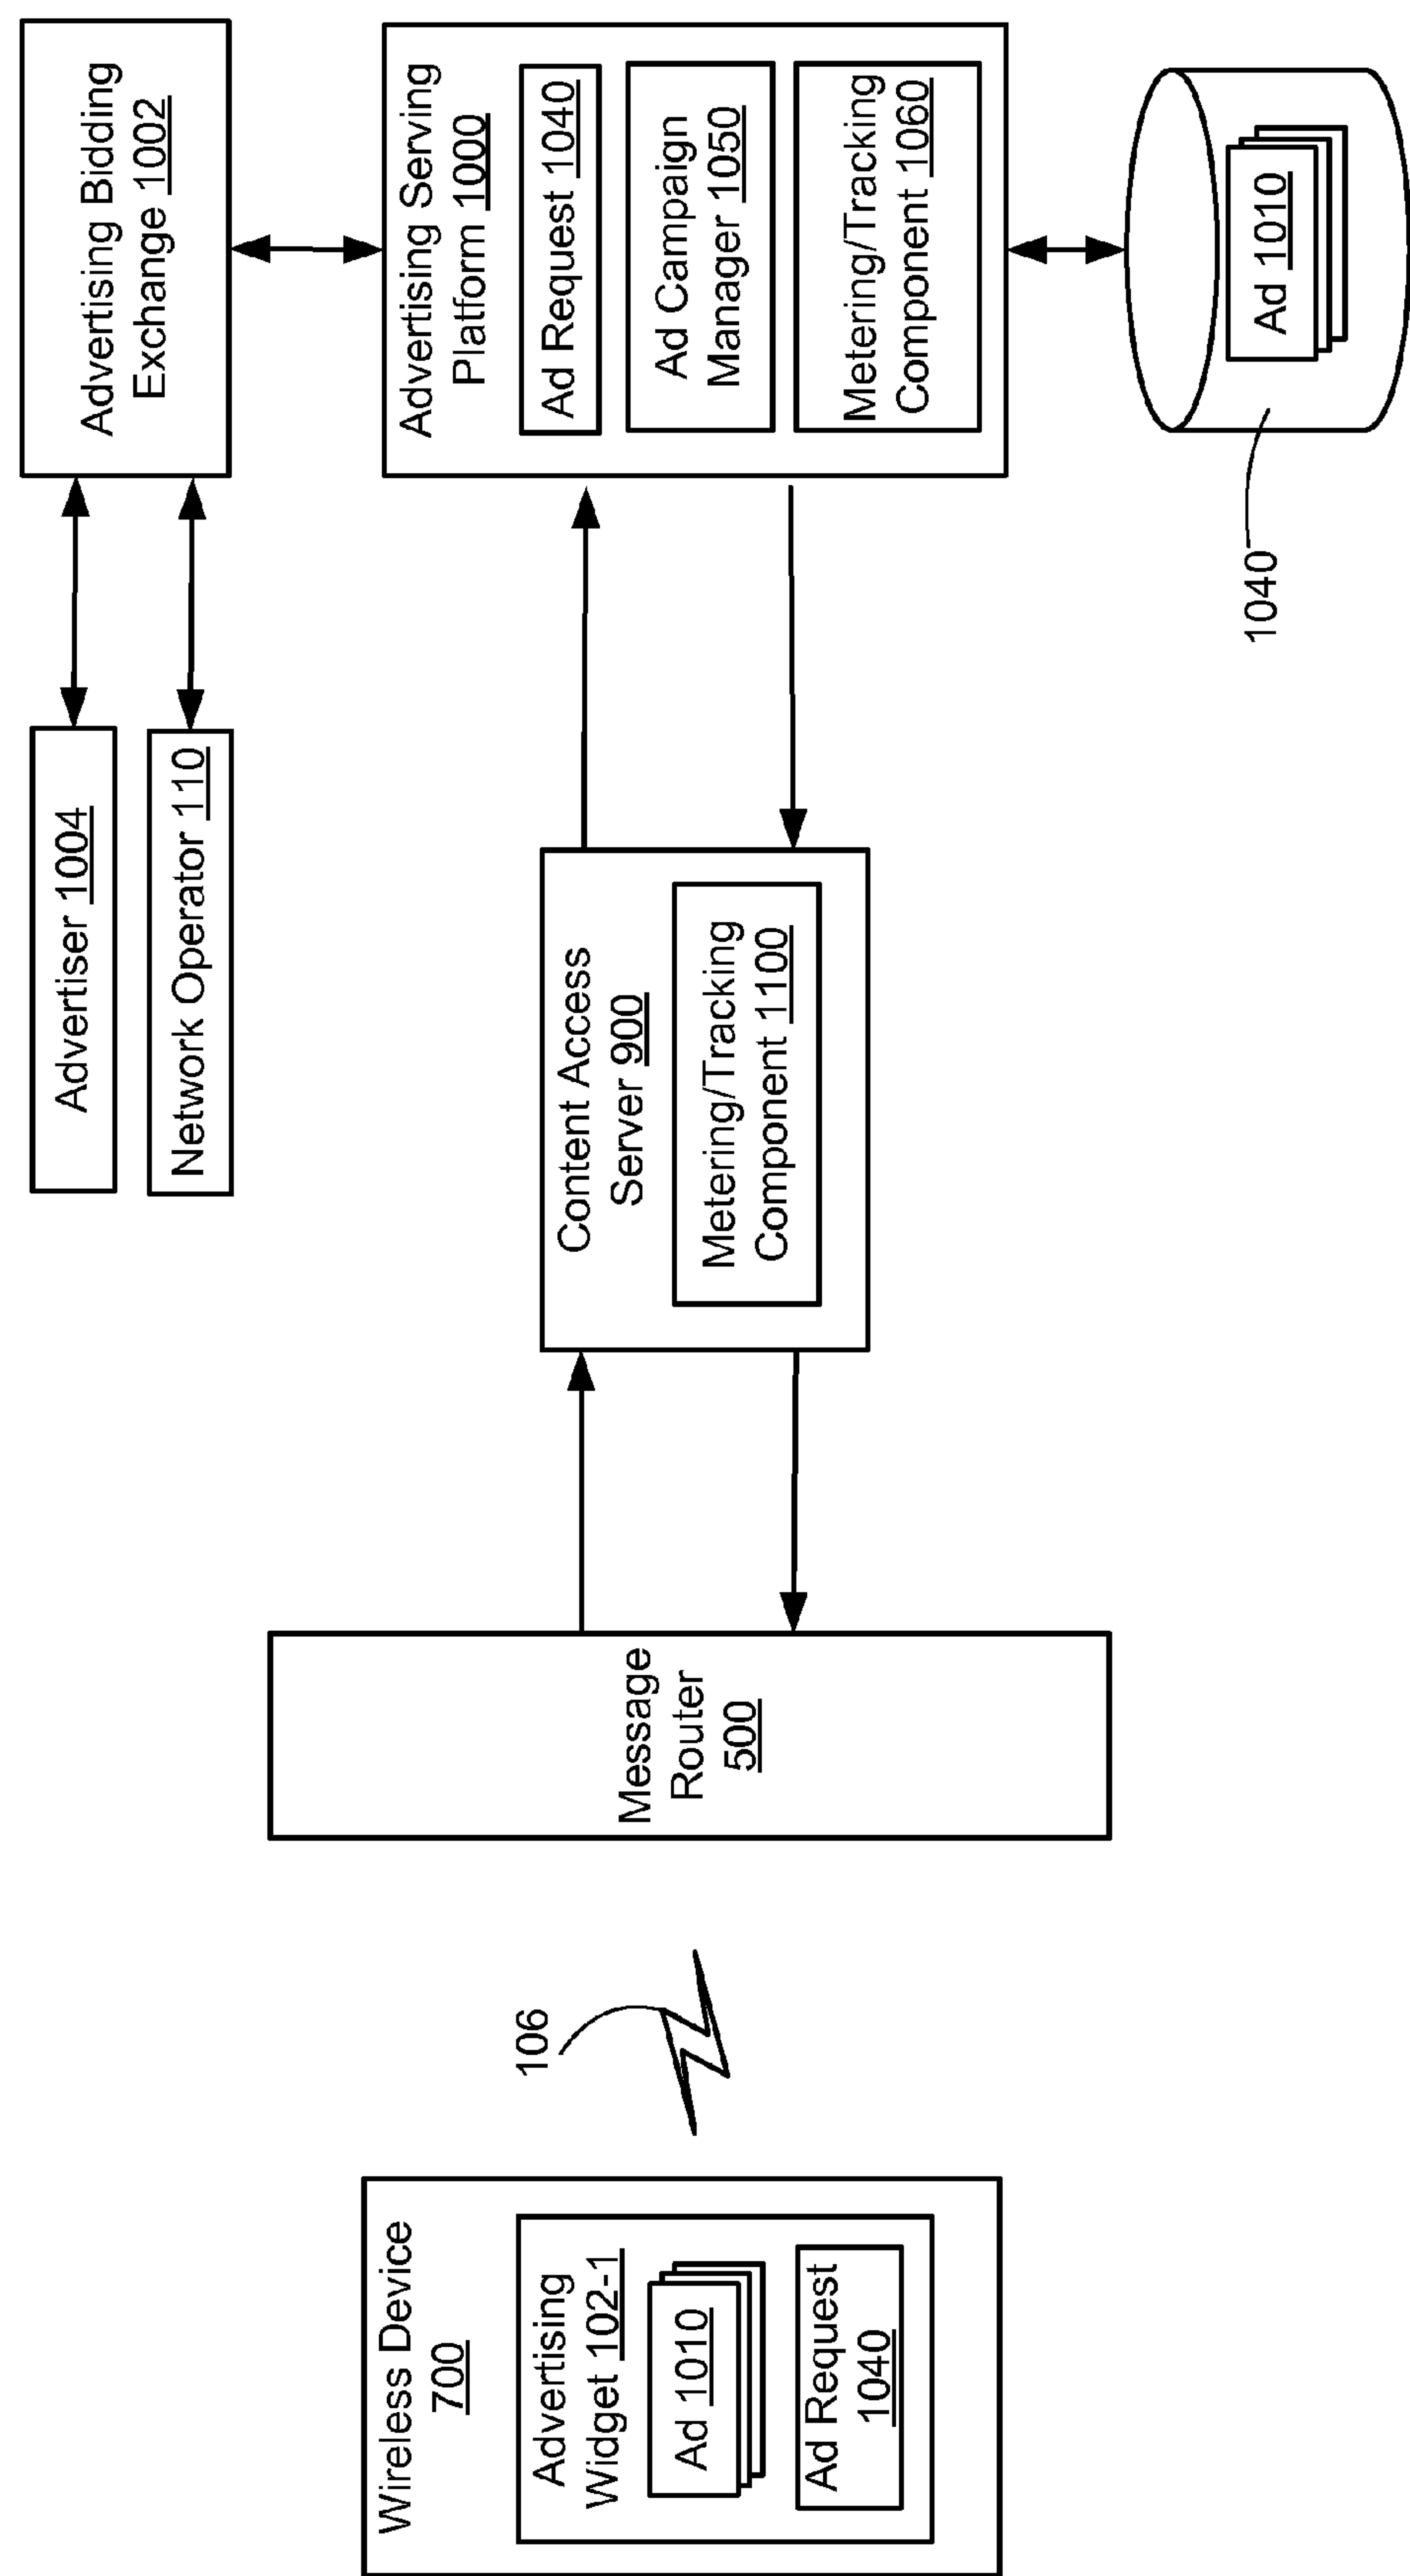 Wireless Device
700
Advertising
Widget 102-1
Ad 1010
Ad Request
1040
106
Message
Router
500
Content Access
Server 900
Metering/Tracking
Component 1100
Advertiser 1004
Network Operator 110
Advertising Bidding
Exchange 1002
Advertising Serving
Platform 1000
Ad Request 1040
Ad Campaign
Manager 1050
Metering/Tracking
Component 1060
Ad 1010
1040